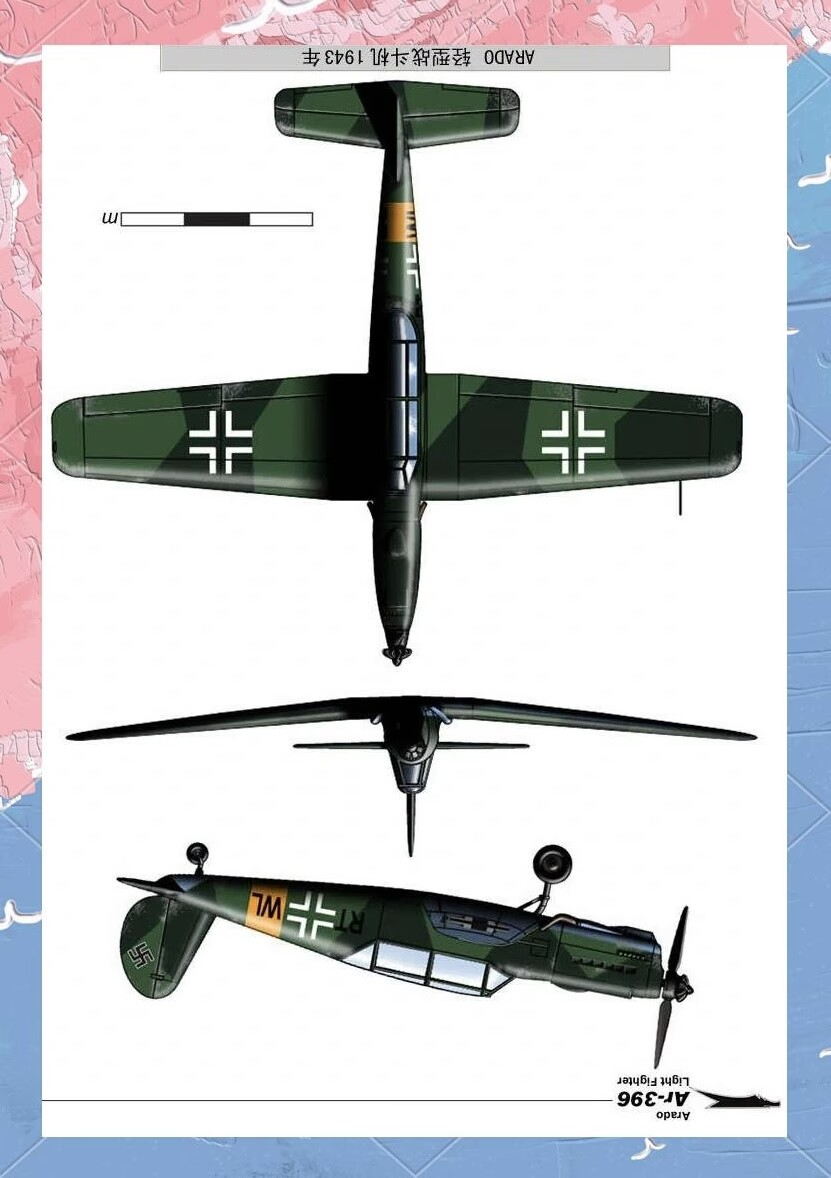 Arado
Ar-396
Light Fighter
RT WL
m
ARADO 轻型战斗机 1943年